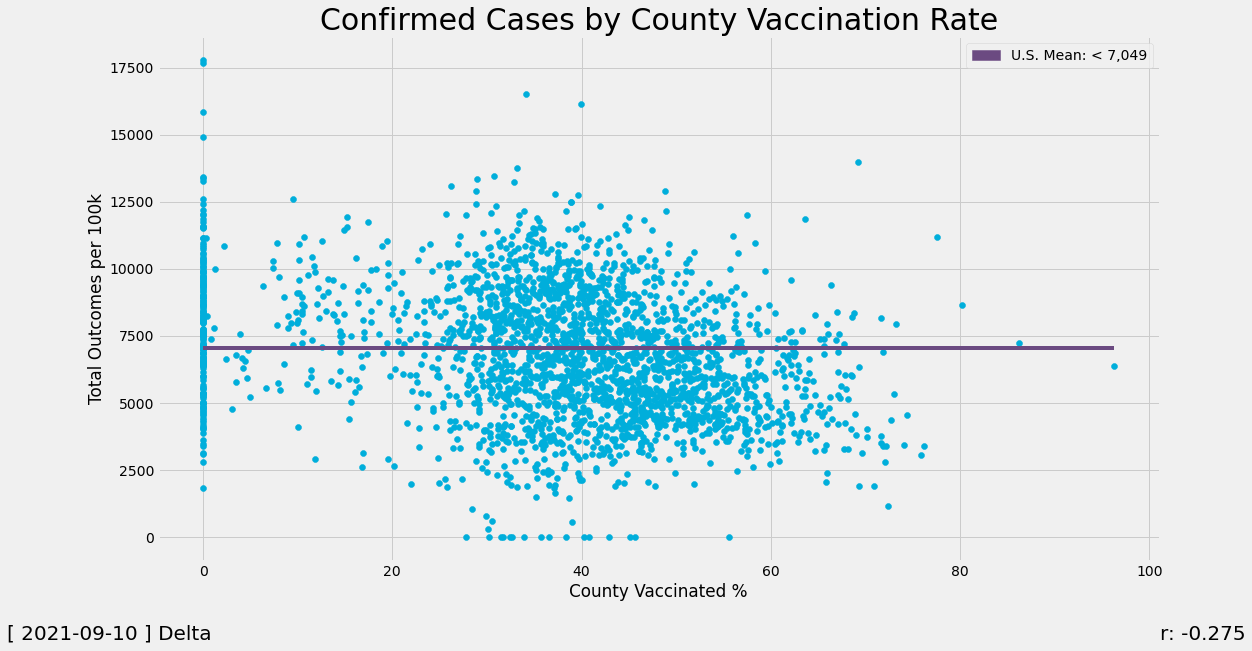 Confirmed Cases by County Vaccination Rate
U.S. Mean: < 7,049
17500
15000
12500
10000
7500
5000
2500
0
Total Outcomes per 100k
0 20 40 60 80 100
County Vaccinated %
[ 2021-09-10 ] Delta
r: -0.275